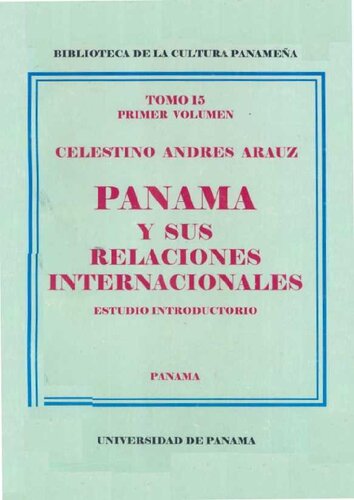 BIBLIOTECA DE LA CULTURA PANAMEÑA
TOMO 15
PRIMER VOLUMEN
CELESTINO ANDRES ARAUZ
PANAMA
Y SUS
RELACIONES
INTERNACIONALES
ESTUDIO INTRODUCTORIO
PANAMA
UNIVERSIDAD DE PANAMA